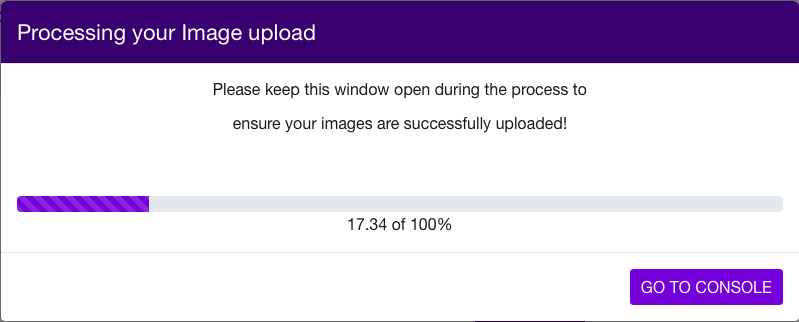 Processing your Image upload
Please keep this window open during the process to
ensure your images are successfully uploaded!
17.34 of 100%
GO TO CONSOLE